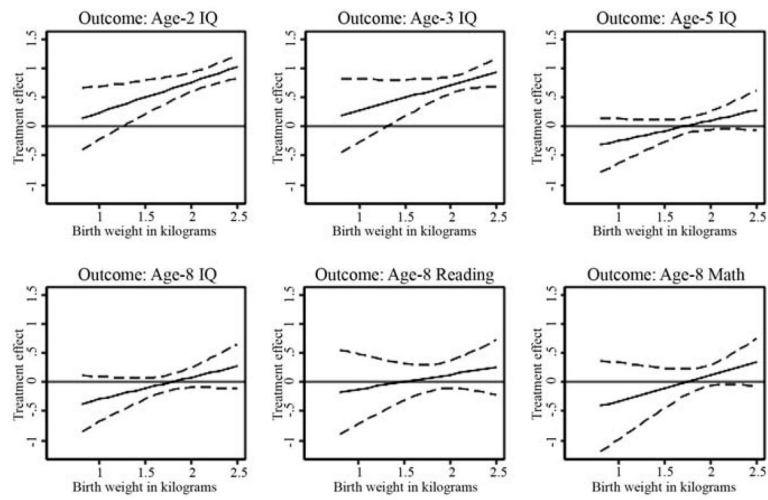 Outcome: Age-2 IQ
Treatment effect
1.5
1
.5
0
-.5
-1
1 1.5 2 2.5
Birth weight in kilograms
Outcome: Age-3 IQ
Treatment effect
1.5
1
.5
0
-.5
-1
1 1.5 2 2.5
Birth weight in kilograms
Outcome: Age-5 IQ
Treatment effect
1.5
1
.5
0
-.5
-1
1 1.5 2 2.5
Birth weight in kilograms
Outcome: Age-8 IQ
Treatment effect
1.5
1
.5
0
-.5
-1
1 1.5 2 2.5
Birth weight in kilograms
Outcome: Age-8 Reading
Treatment effect
1.5
1
.5
0
-.5
-1
1 1.5 2 2.5
Birth weight in kilograms
Outcome: Age-8 Math
Treatment effect
1.5
1
.5
0
-.5
-1
1 1.5 2 2.5
Birth weight in kilograms